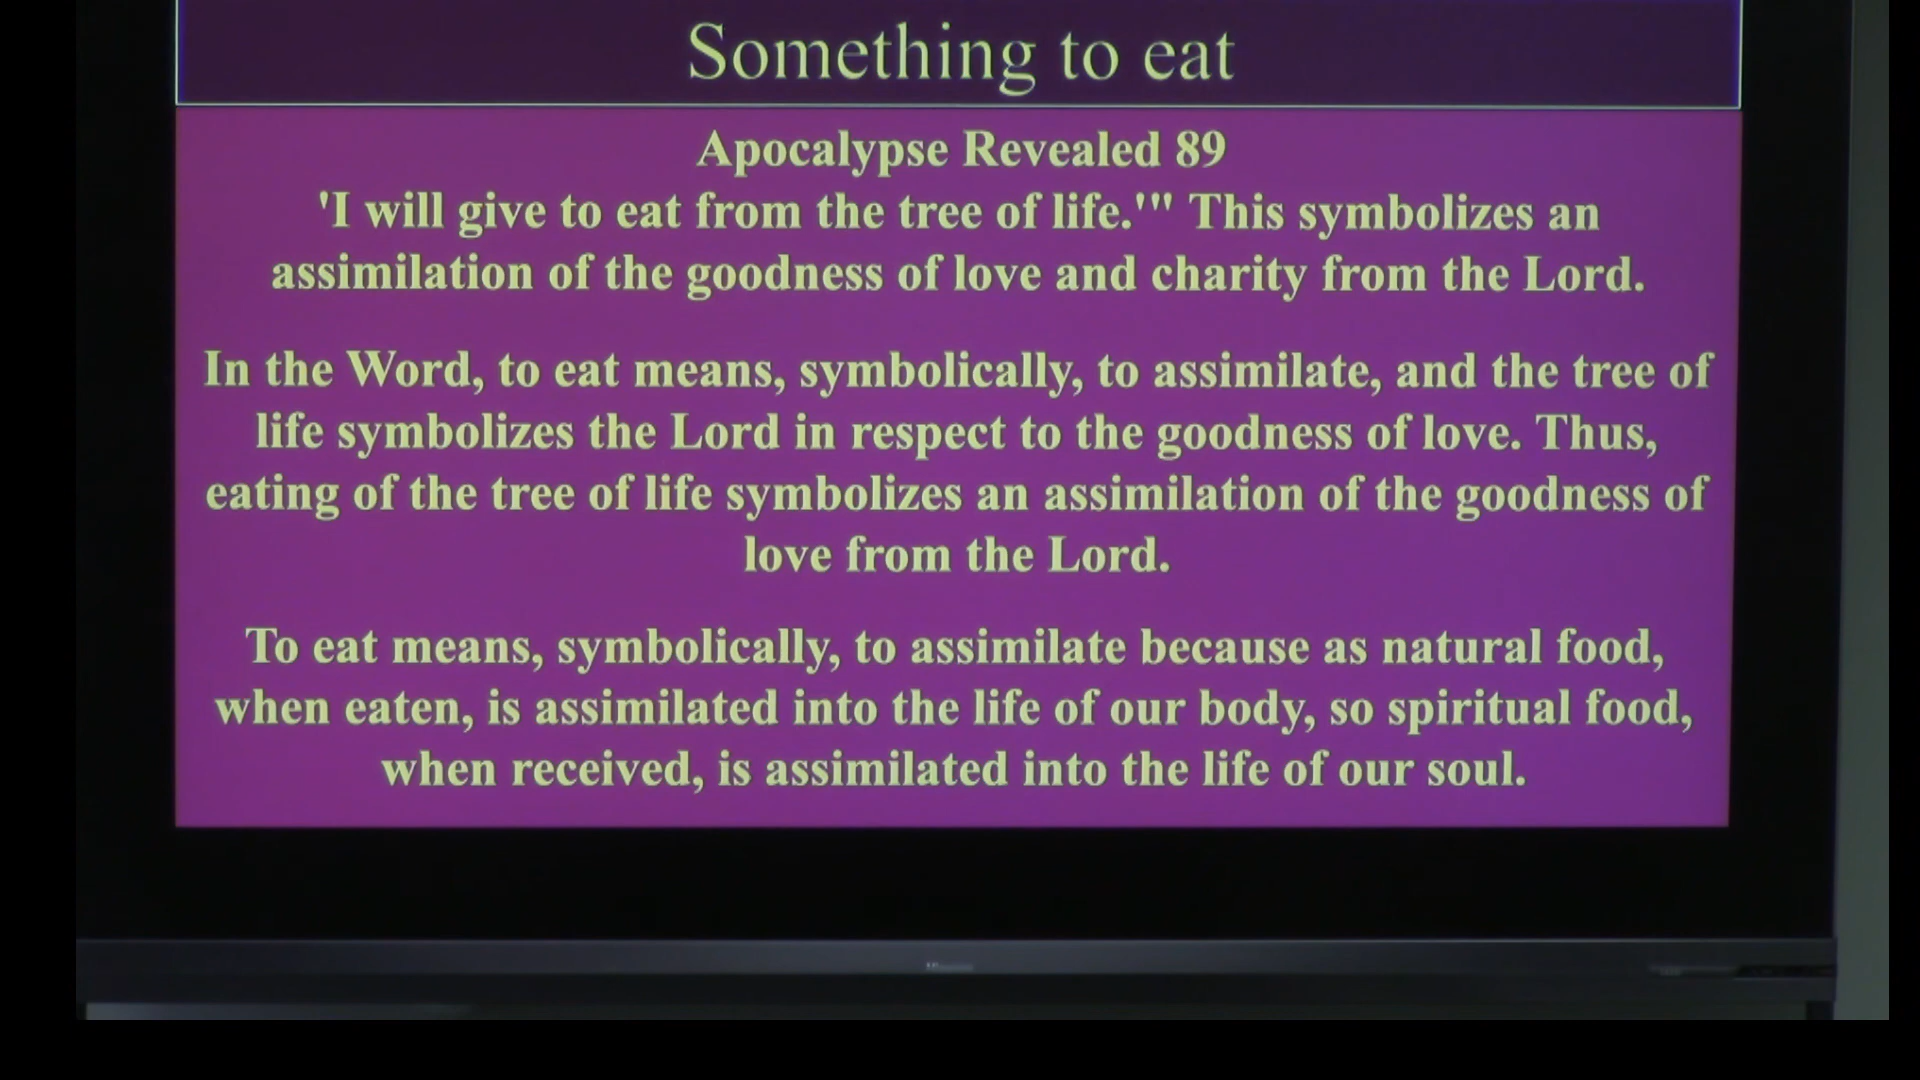 Something to eat
Apocalypse Revealed 89
'I will give to eat from the tree of life.'" This symbolizes an
assimilation of the goodness of love and charity from the Lord.
In the Word, to eat means, symbolically, to assimilate, and the tree of
life symbolizes the Lord in respect to the goodness of love. Thus,
eating of the tree of life symbolizes an assimilation of the goodness of
love from the Lord.
To eat means, symbolically, to assimilate because as natural food,
when eaten, is assimilated into the life of our body, so spiritual food,
when received, is assimilated into the life of our soul.